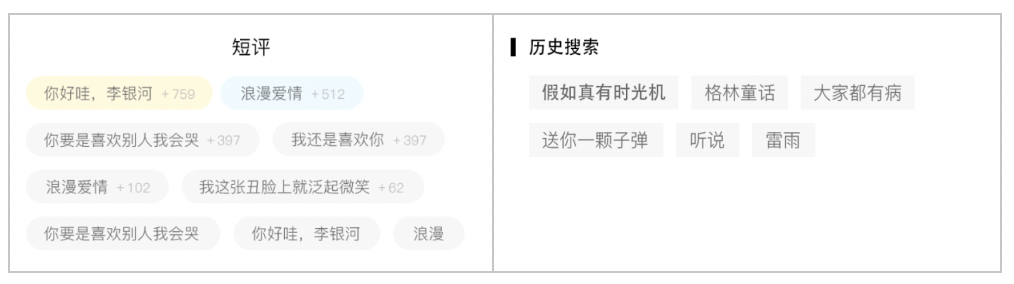 短评
你好哇，李银河 +759 浪漫爱情 +512
你要是喜欢别人我会哭 +397 我还是喜欢你 +397
浪漫爱情 +102 我这张丑脸上就泛起微笑 +62
你要是喜欢别人我会哭 你好哇，李银河 浪漫
历史搜索
假如真有时光机 格林童话 大家都有病
送你一颗子弹 听说 雷雨